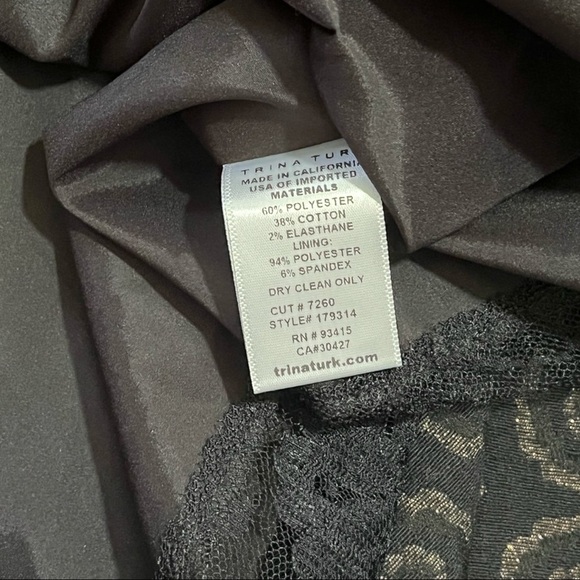 TRINA TUR
MADE IN CALIFORNIA
USA OF IMPORTED
MATERIALS
60% POLYESTER
38% COTTON
2% ELASTHANE
LINING:
94% POLYESTER
6% SPANDEX
DRY CLEAN ONLY
CUT # 7260
STYLE# 179314
RN # 93415
CA#30427
trinaturk.com